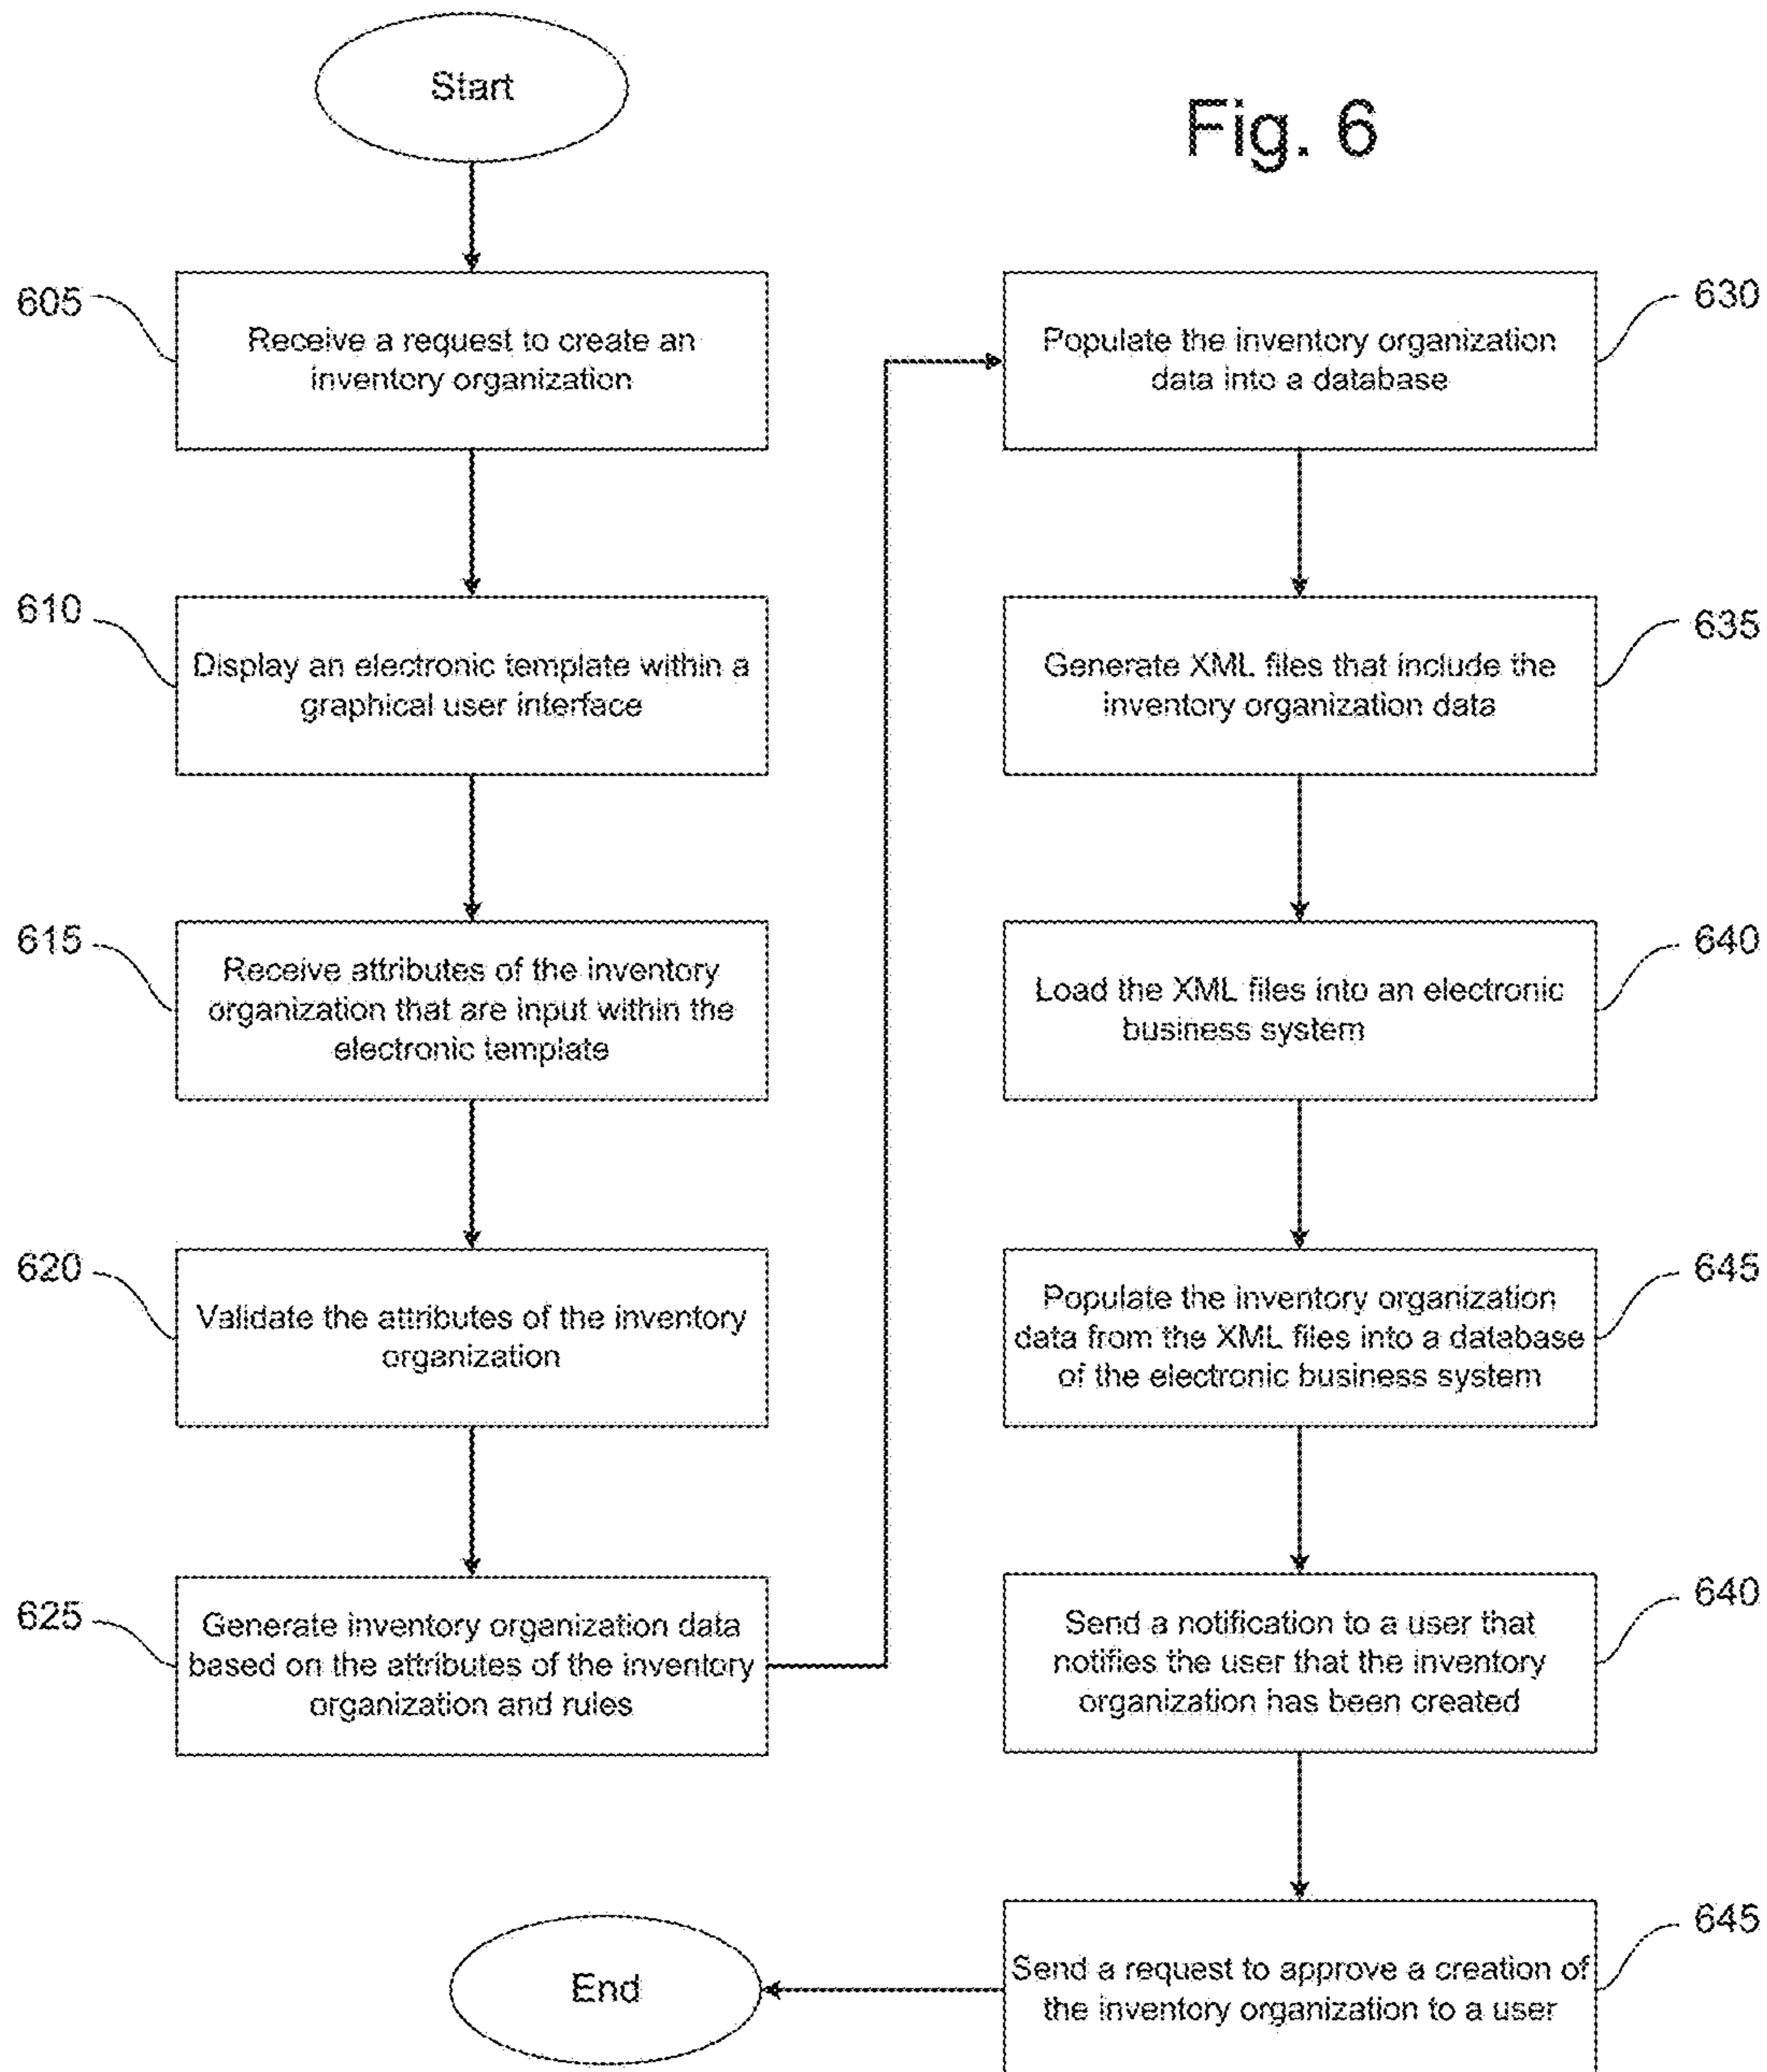 Start
Fig. 6
605
Receive a request to create an
inventory organization
610
Display an electronic template within a
graphical user interface
615
Receive attributes of the inventory
organization that are input within the
electronic template
620
Validate the attributes of the inventory
organization
625
Generate inventory organization data
based on the attributes of the inventory
organization and rules
630
Populate the inventory organization
data into a database
635
Generate XML files that include the
inventory organization data
640
Load the XML files into an electronic
business system
645
Populate the inventory organization
data from the XML files into a database
of the electronic business system
640
Send a notification to a user that
notifies the user that the inventory
organization has been created
645
Send a request to approve a creation of
the inventory organization to a user
End